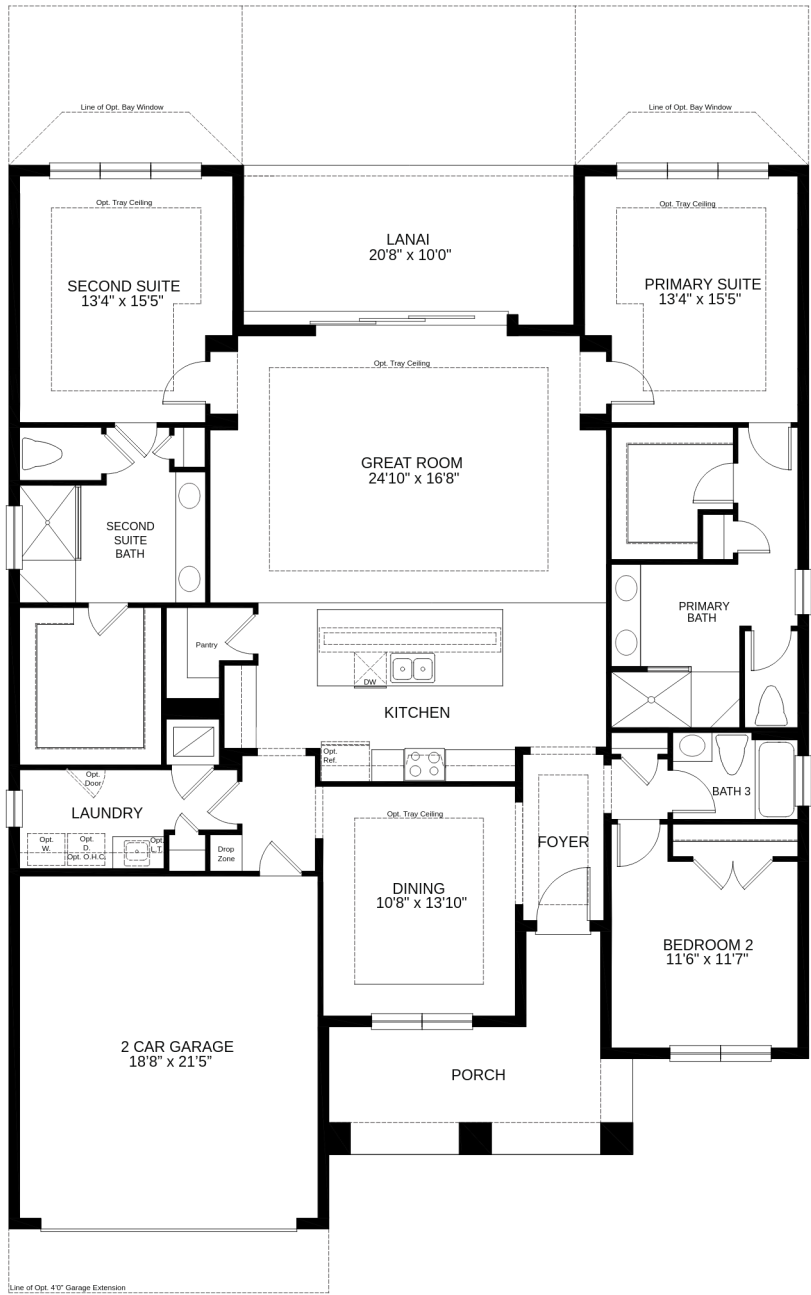 Line of Opt. Bay Window
Line of Opt. Bay Window
Opt. Tray Ceiling
Opt. Tray Ceiling
LANAI
20'8" x 10'0"
SECOND SUITE
13'4" x 15'5"
PRIMARY SUITE
13'4" x 15'5"
Opt. Tray Ceiling
GREAT ROOM
24'10" x 16'8"
SECOND
SUITE
BATH
PRIMARY
BATH
Pantry
DW
KITCHEN
Opt.
Ref.
Opt.
Door
LAUNDRY
BATH 3
Opt. Tray Ceiling
Opt.
W.
Opt.
D.
Opt. O.H.C.
Opt.
L.T.
Drop
Zone
FOYER
DINING
10'8" x 13'10"
BEDROOM 2
11'6" x 11'7"
2 CAR GARAGE
18'8” x 21'5”
PORCH
Line of Opt. 4'0" Garage Extension